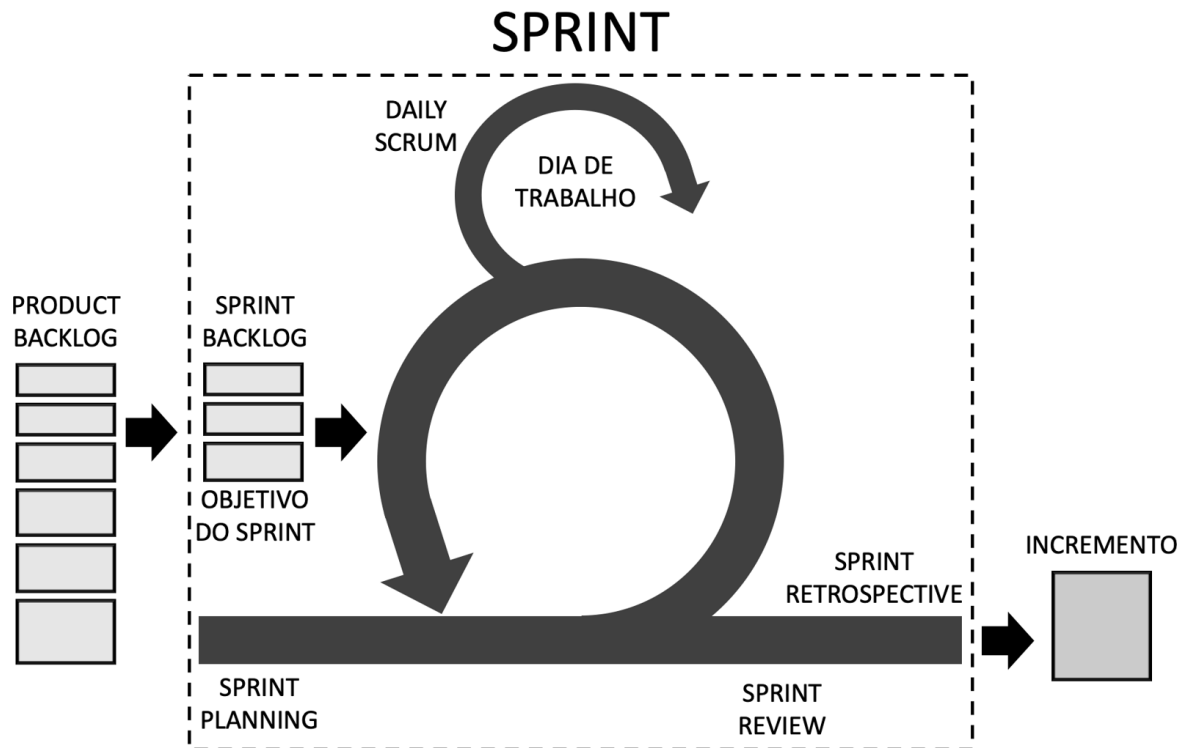 SPRINT
DAILY
SCRUM
DIA DE
TRABALHO
PRODUCT
BACKLOG
SPRINT
BACKLOG
OBJETIVO
DO SPRINT
SPRINT
RETROSPECTIVE
INCREMENTO
SPRINT
PLANNING
SPRINT
REVIEW